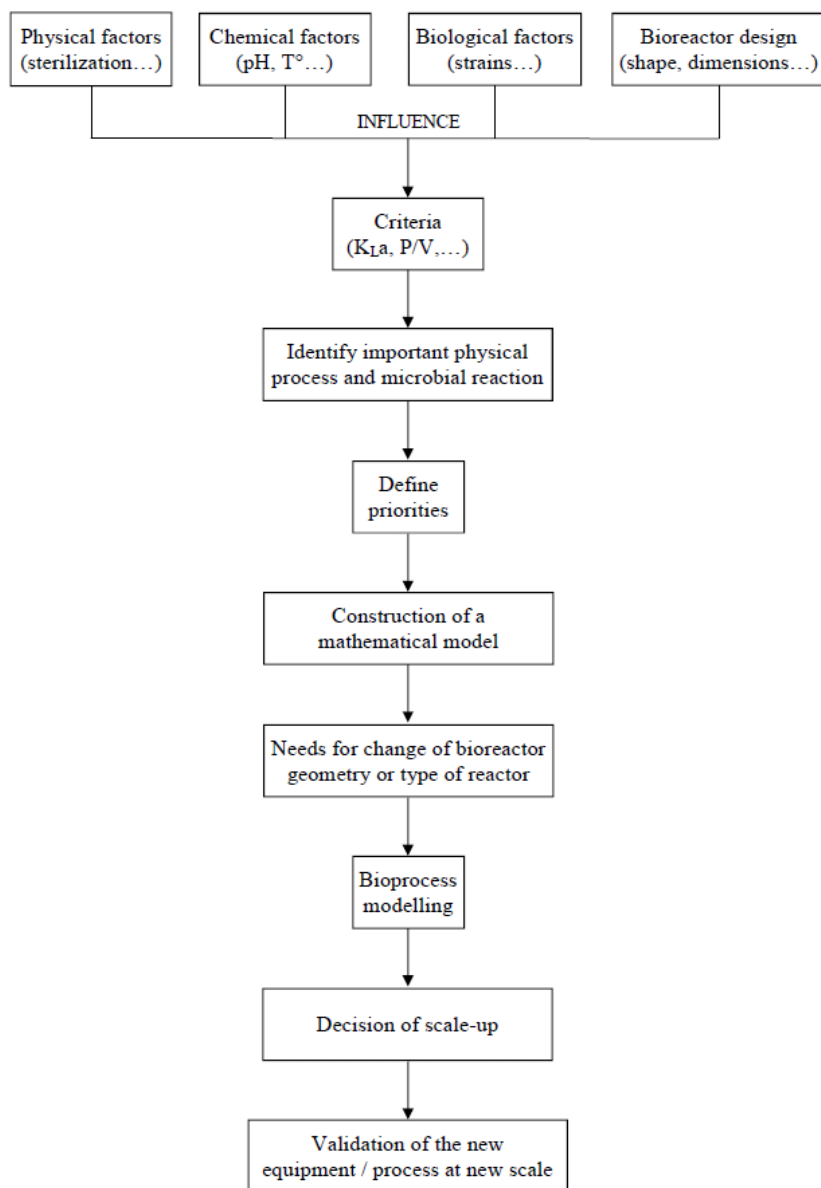 Physical factors
(sterilization…)
Chemical factors
(pH, T°…)
Biological factors
(strains…)
Bioreactor design
(shape, dimensions…)
INFLUENCE
Criteria
(KLa, P/V,…)
Identify important physical
process and microbial reaction
Define
priorities
Construction of a
mathematical model
Needs for change of bioreactor
geometry or type of reactor
Bioprocess
modelling
Decision of scale-up
Validation of the new
equipment / process at new scale